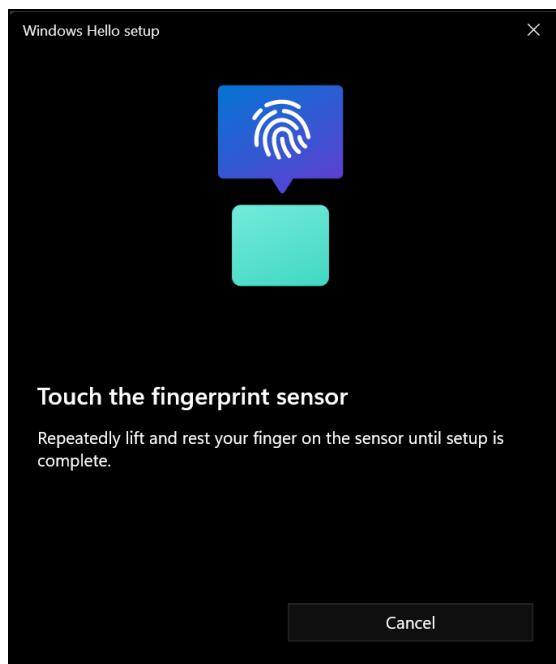 Windows Hello setup
Touch the fingerprint sensor
Repeatedly lift and rest your finger on the sensor until setup is
complete.
Cancel